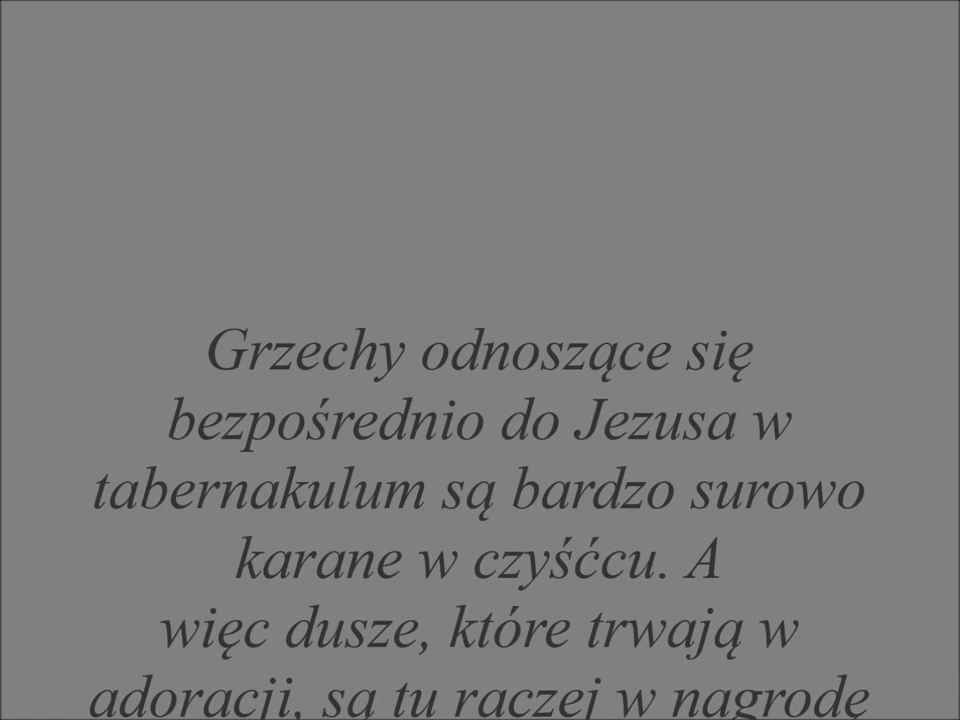 Grzechy odnoszące się
bezpośrednio do Jezusa w
tabernakulum są bardzo surowo
karane w czyśćcu. A
więc dusze, które trwają w
adoracji, są tu raczej w nagrodę